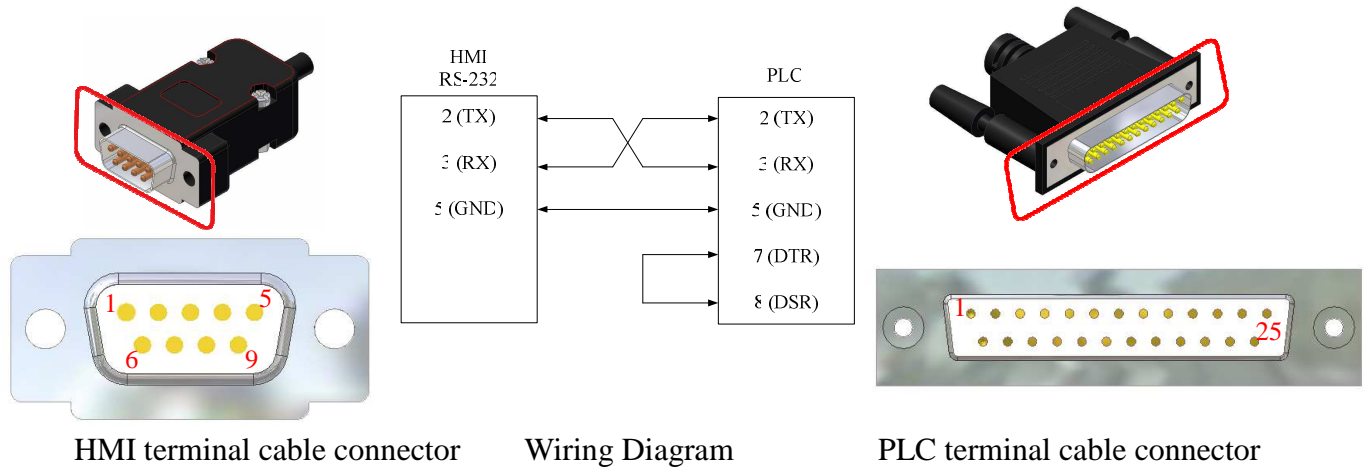 HMI
RS-232
2 (TX)
3 (RX)
5 (GND)
PLC
2 (TX)
3 (RX)
5 (GND)
7 (DTR)
8 (DSR)
1
5
6
9
1
25
HMI terminal cable connector
Wiring Diagram
PLC terminal cable connector